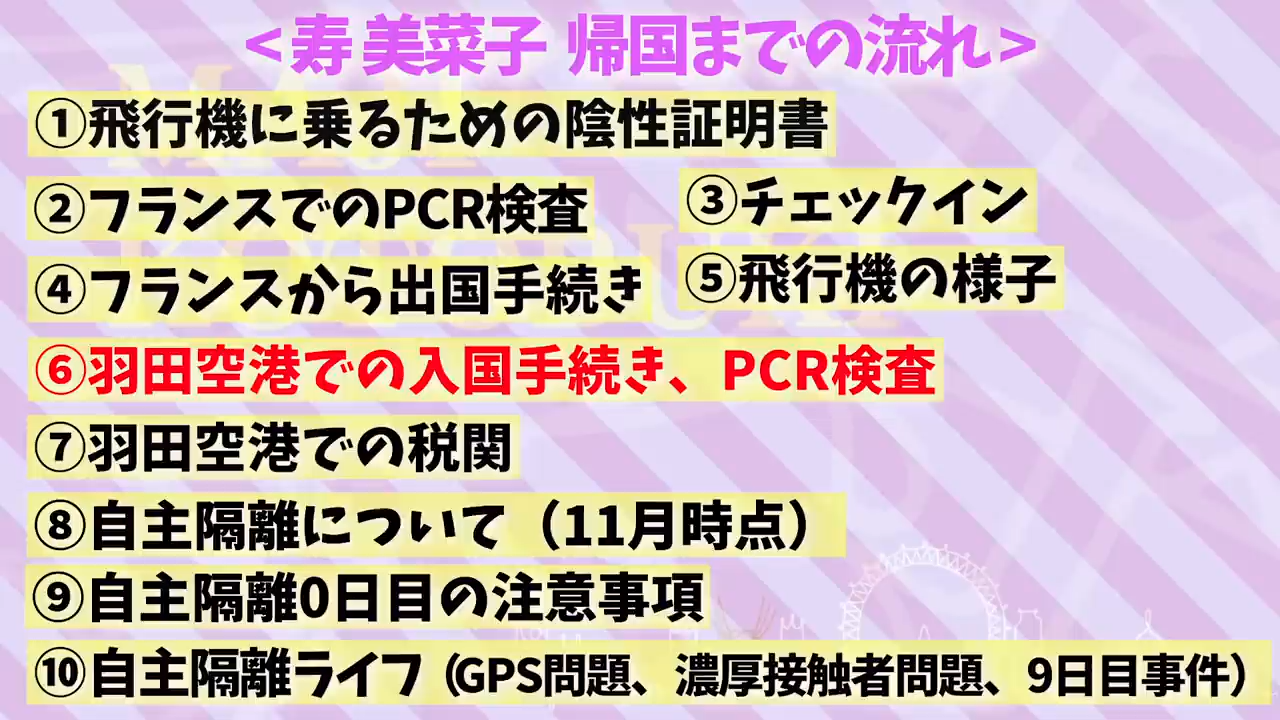 ＜寿 美菜子 帰国までの流れ＞
①飛行機に乗るための陰性証明書
②フランスでのPCR検査
③チェックイン
④フランスから出国手続き
⑤飛行機の様子
⑥羽田空港での入国手続き、PCR検査
⑦羽田空港での税関
⑧自主隔離について（11月時点）
⑨自主隔離0日目の注意事項
⑩自主隔離ライフ（GPS問題、濃厚接触者問題、9日目事件）